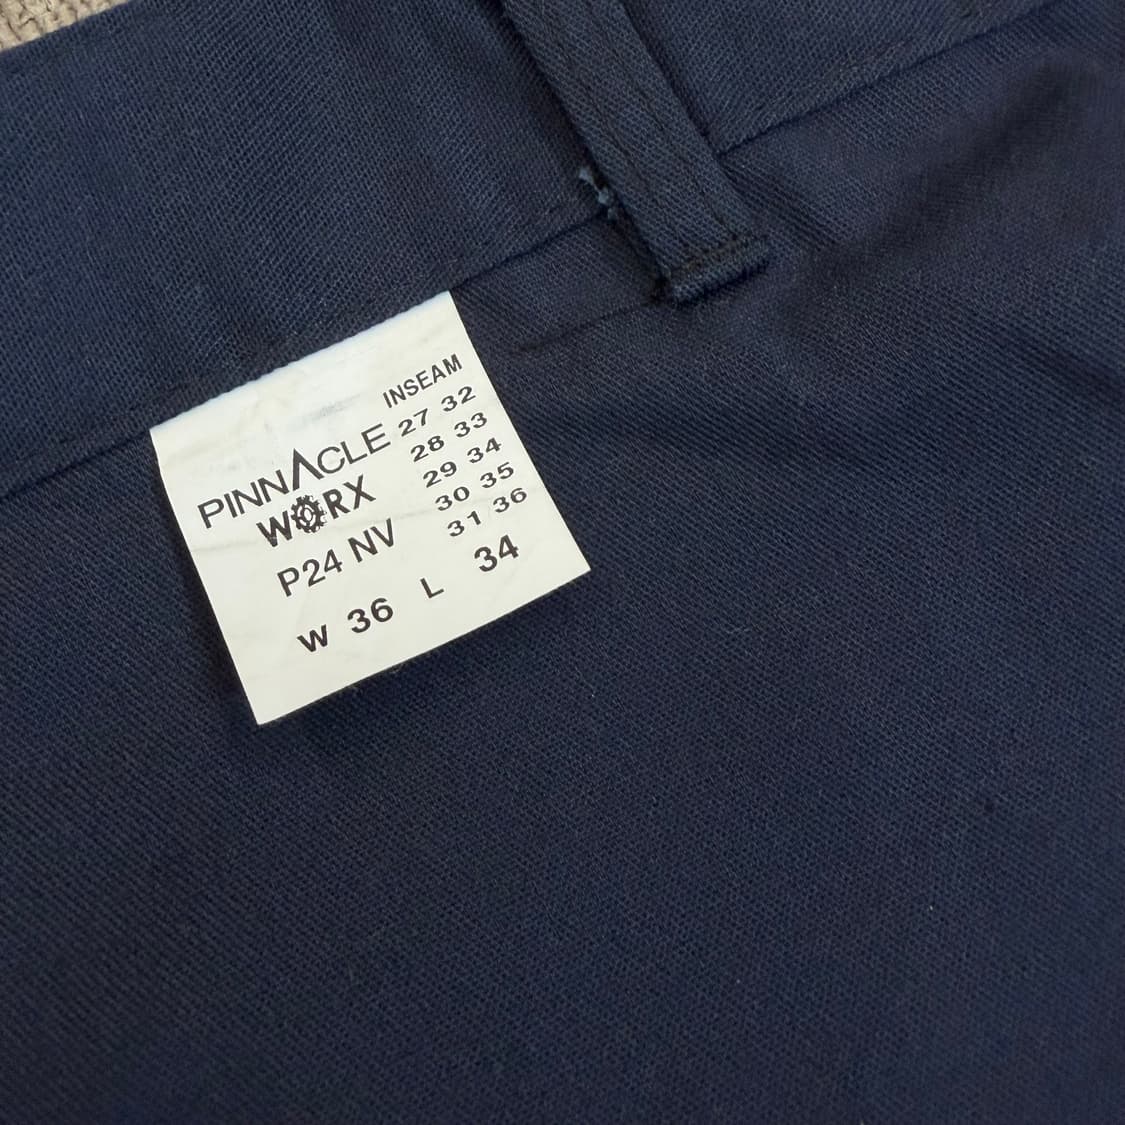 INSEAM
27 32
28 33
29 34
30 35
31 36
PINNACLE
WORX
P24 NV
W 36 L 34